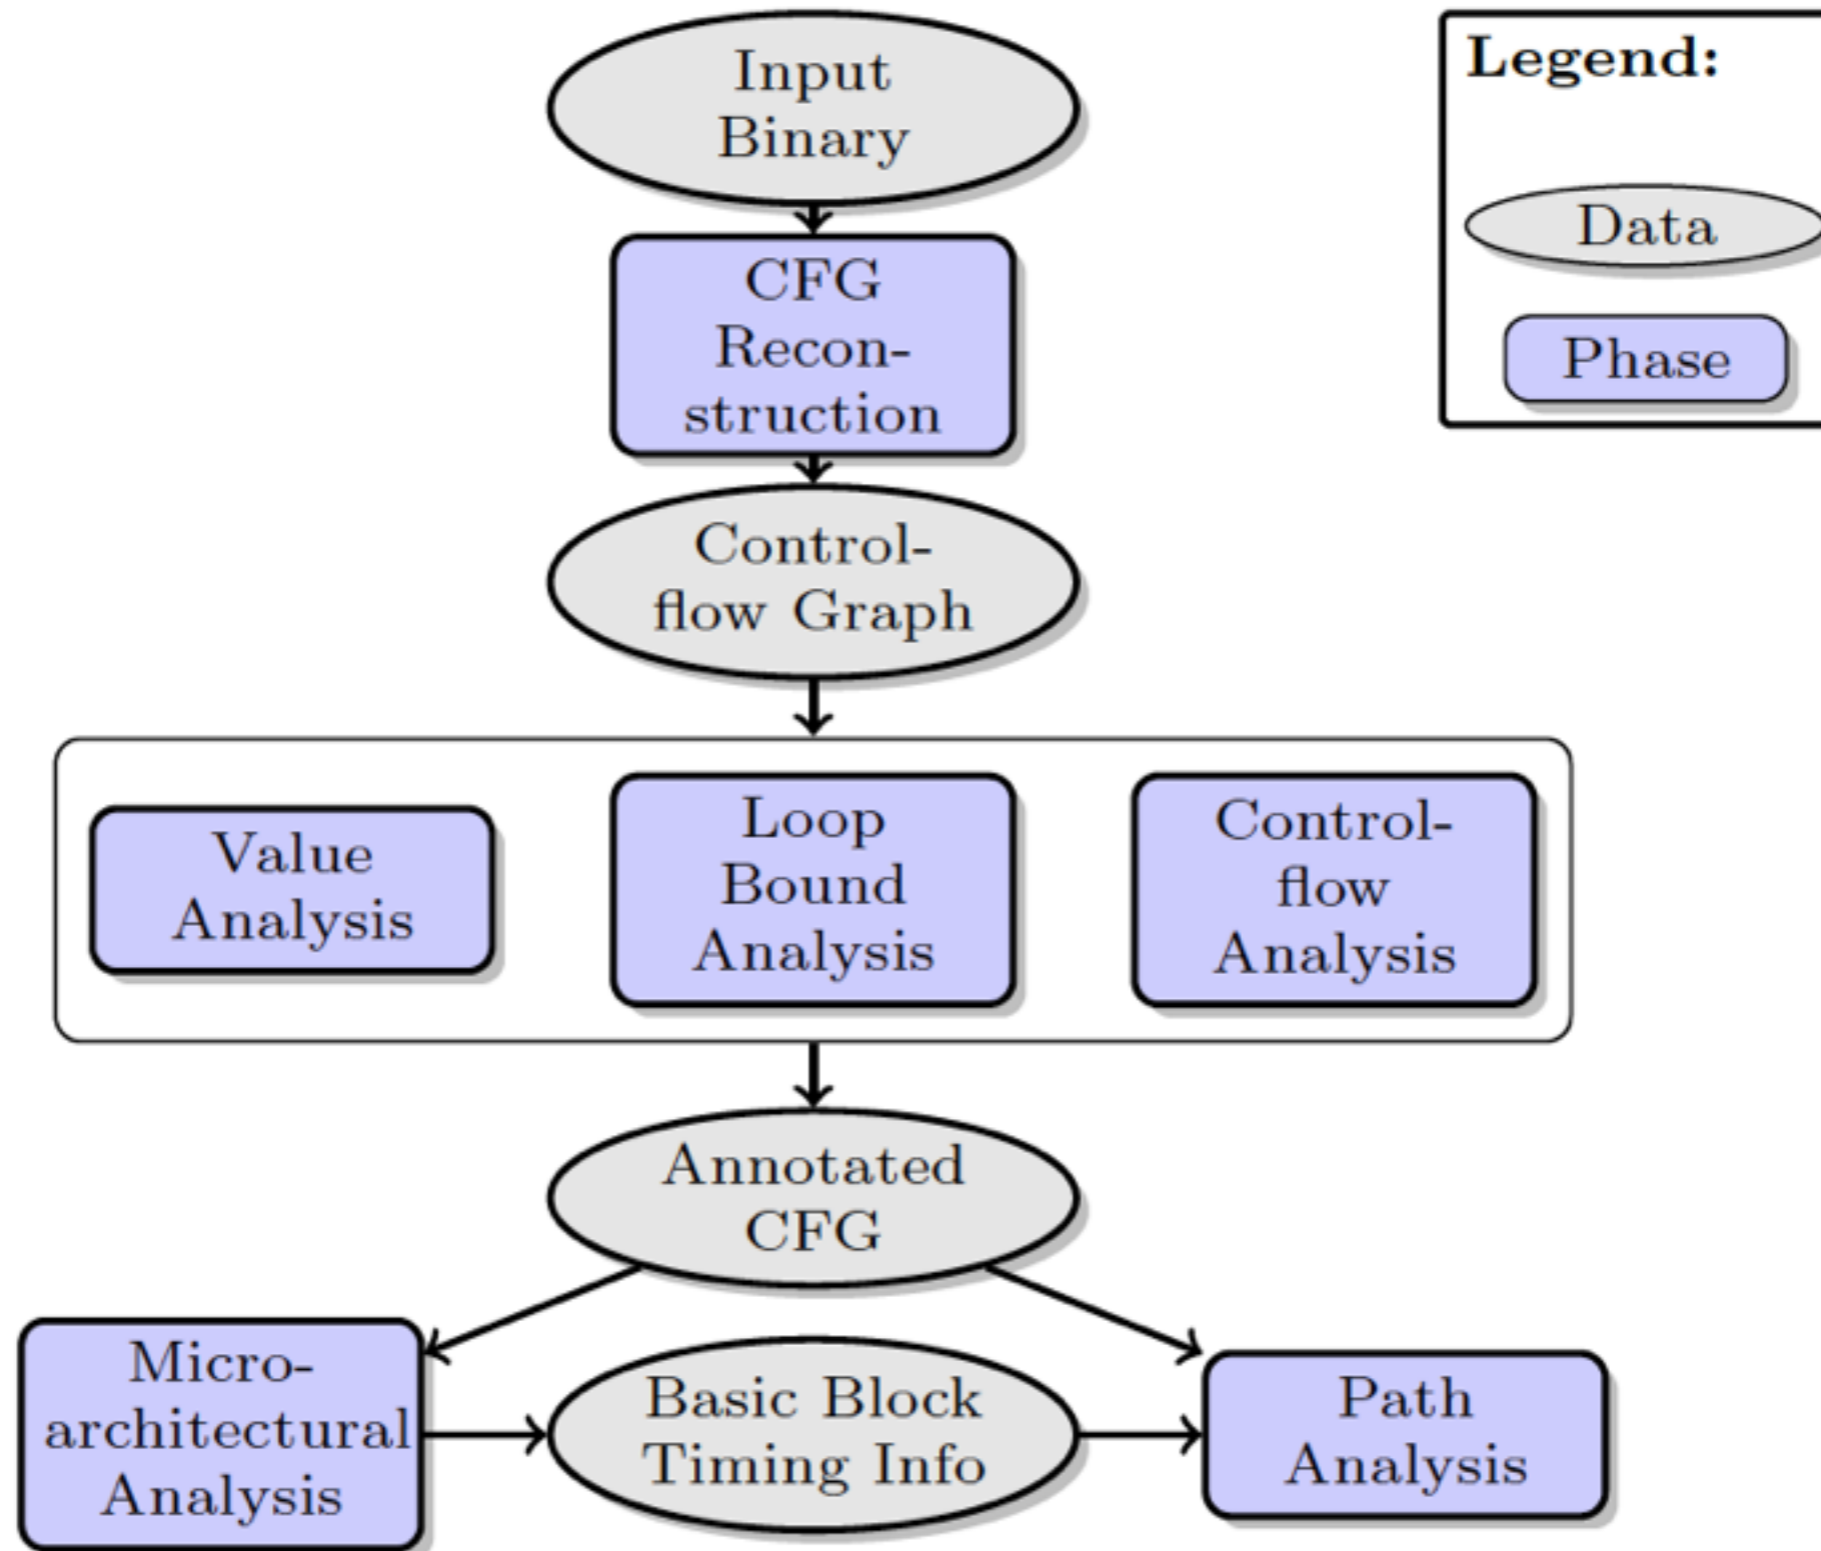 Input
Binary
Legend:
Data
Phase
CFG
Recon-
struction
Control-
flow Graph
Value
Analysis
Loop
Bound
Analysis
Control-
flow
Analysis
Annotated
CFG
Micro-
architectural
Analysis
Basic Block
Timing Info
Path
Analysis